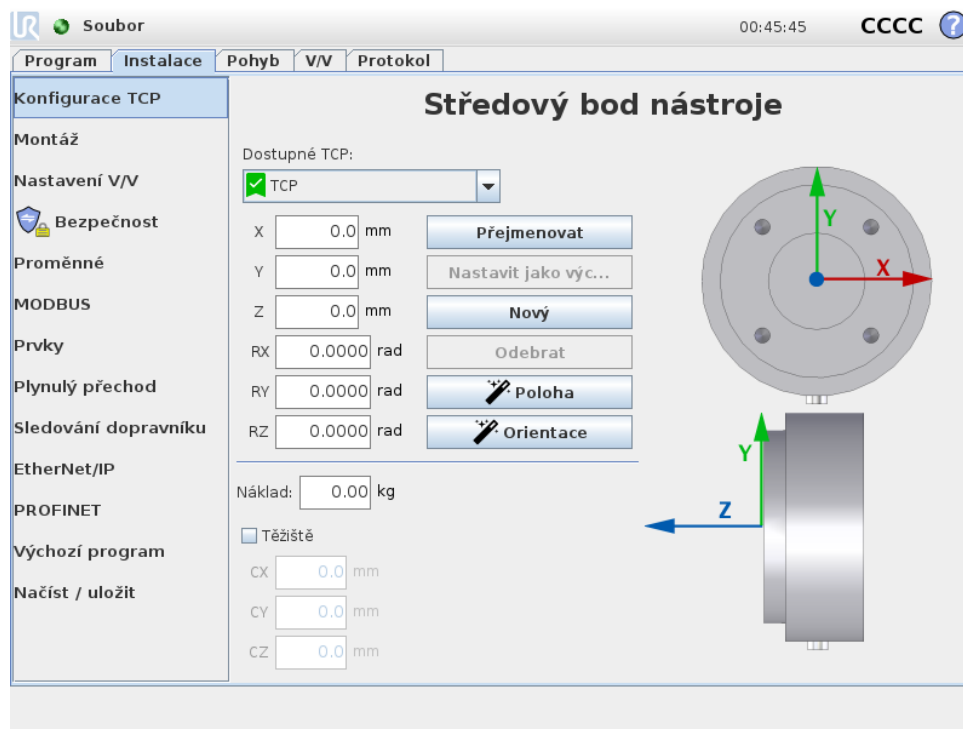 UR Soubor 00:45:45 CCCC ?
Program Instalace Pohyb V/V Protokol
Konfigurace TCP
Montáž
Nastavení V/V
Bezpečnost
Proměnné
MODBUS
Prvky
Plynulý přechod
Sledování dopravníku
EtherNet/IP
PROFINET
Výchozí program
Načíst / uložit
Středový bod nástroje
Dostupné TCP:
TCP
X 0.0 mm Přejmenovat
Y 0.0 mm Nastavit jako výc...
Z 0.0 mm Nový
RX 0.0000 rad Odebrat
RY 0.0000 rad Poloha
RZ 0.0000 rad Orientace
Náklad: 0.00 kg
Těžiště
CX 0.0 mm
CY 0.0 mm
CZ 0.0 mm
Y
X
Y
Z